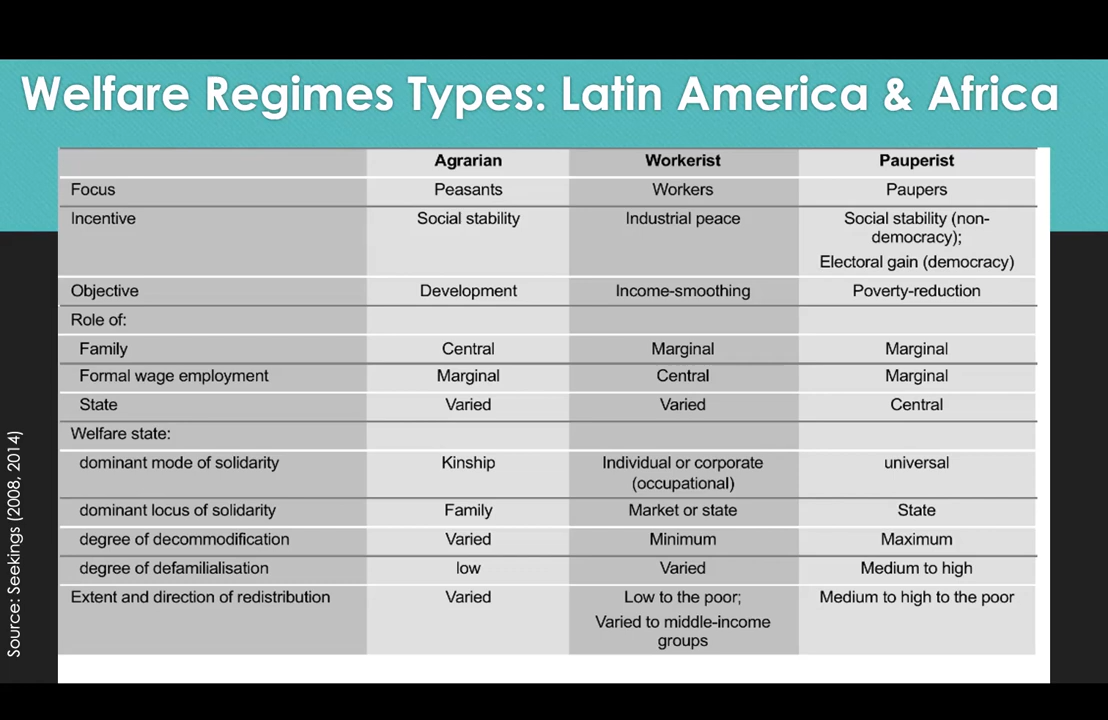 Welfare Regimes Types: Latin America & Africa
Agrarian Workerist Pauperist
Focus Peasants Workers Paupers
Incentive Social stability Industrial peace Social stability (non-
democracy);
Electoral gain (democracy)
Objective Development Income-smoothing Poverty-reduction
Role of:
Family Central Marginal Marginal
Formal wage employment Marginal Central Marginal
State Varied Varied Central
Welfare state:
dominant mode of solidarity Kinship Individual or corporate universal
(occupational)
dominant locus of solidarity Family Market or state State
degree of decommodification Varied Minimum Maximum
degree of defamilialisation low Varied Medium to high
Extent and direction of redistribution Varied Low to the poor; Medium to high to the poor
Varied to middle-income
groups
Source: Seekings (2008, 2014)